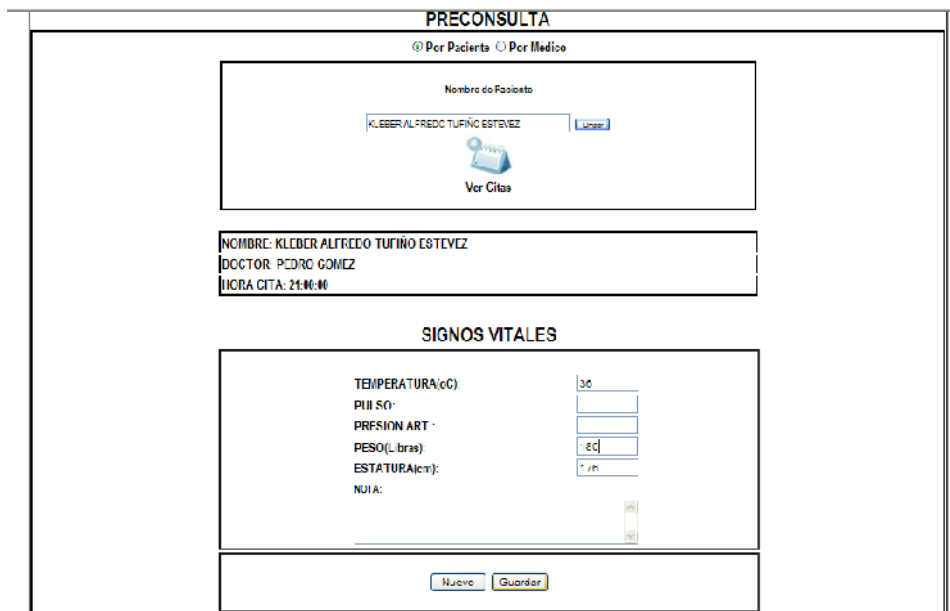 PRECONSULTA
Por Paciente Por Medico
Nombre de Paciente
KLEBER ALFREDO TUFIÑO ESTEVEZ Limpiar
Ver Citas
NOMBRE: KLEBER ALFREDO TUFIÑO ESTEVEZ
DOCTOR: PEDRO GOMEZ
HORA CITA: 21:00:00
SIGNOS VITALES
TEMPERATURA(oC): 36
PULSO:
PRESION ART.:
PESO(Libras): 180
ESTATURA(cm):
NOTA:
Nuevo Guardar